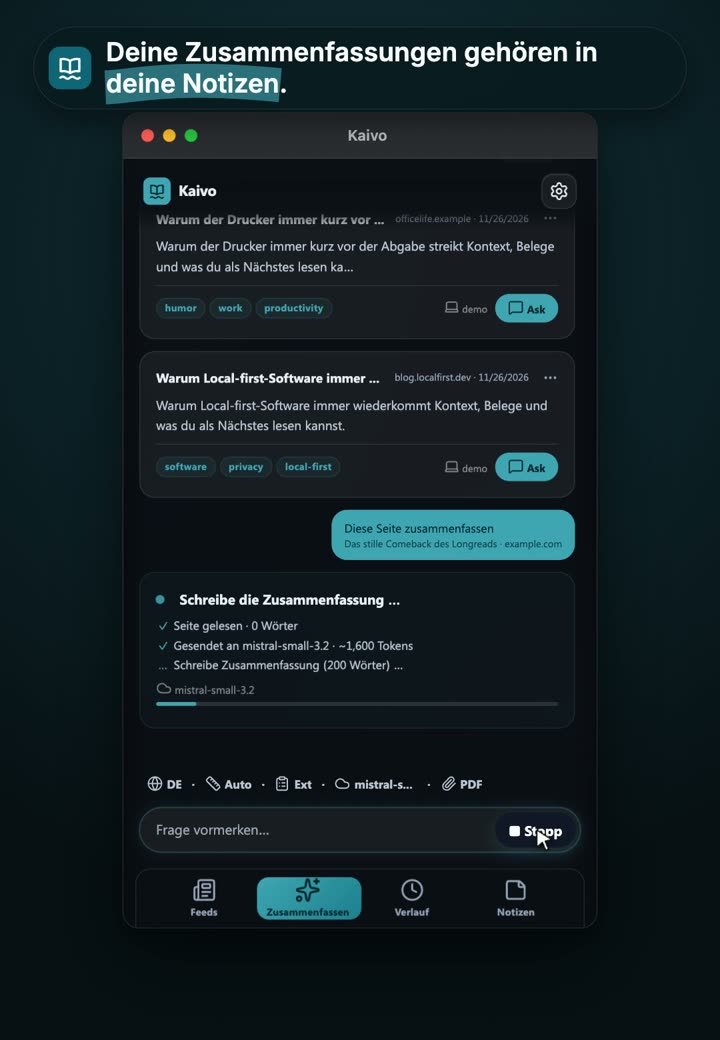 Deine Zusammenfassungen gehören in
deine Notizen.
Kaivo
Kaivo
Warum der Drucker immer kurz vor ... officelife.example · 11/26/2026 ···
Warum der Drucker immer kurz vor der Abgabe streikt Kontext, Belege
und was du als Nächstes lesen ka...
humor work productivity demo Ask
Warum Local-first-Software immer ... blog.localfirst.dev · 11/26/2026 ···
Warum Local-first-Software immer wiederkommt Kontext, Belege und
was du als Nächstes lesen kannst.
software privacy local-first demo Ask
Diese Seite zusammenfassen
Das stille Comeback des Longreads · example.com
Schreibe die Zusammenfassung ...
✓ Seite gelesen · 0 Wörter
✓ Gesendet an mistral-small-3.2 · ~1,600 Tokens
... Schreibe Zusammenfassung (200 Wörter) ...
mistral-small-3.2
DE · Auto · Ext · mistral-s... · PDF
Frage vormerken... Stopp
Feeds Zusammenfassen Verlauf Notizen